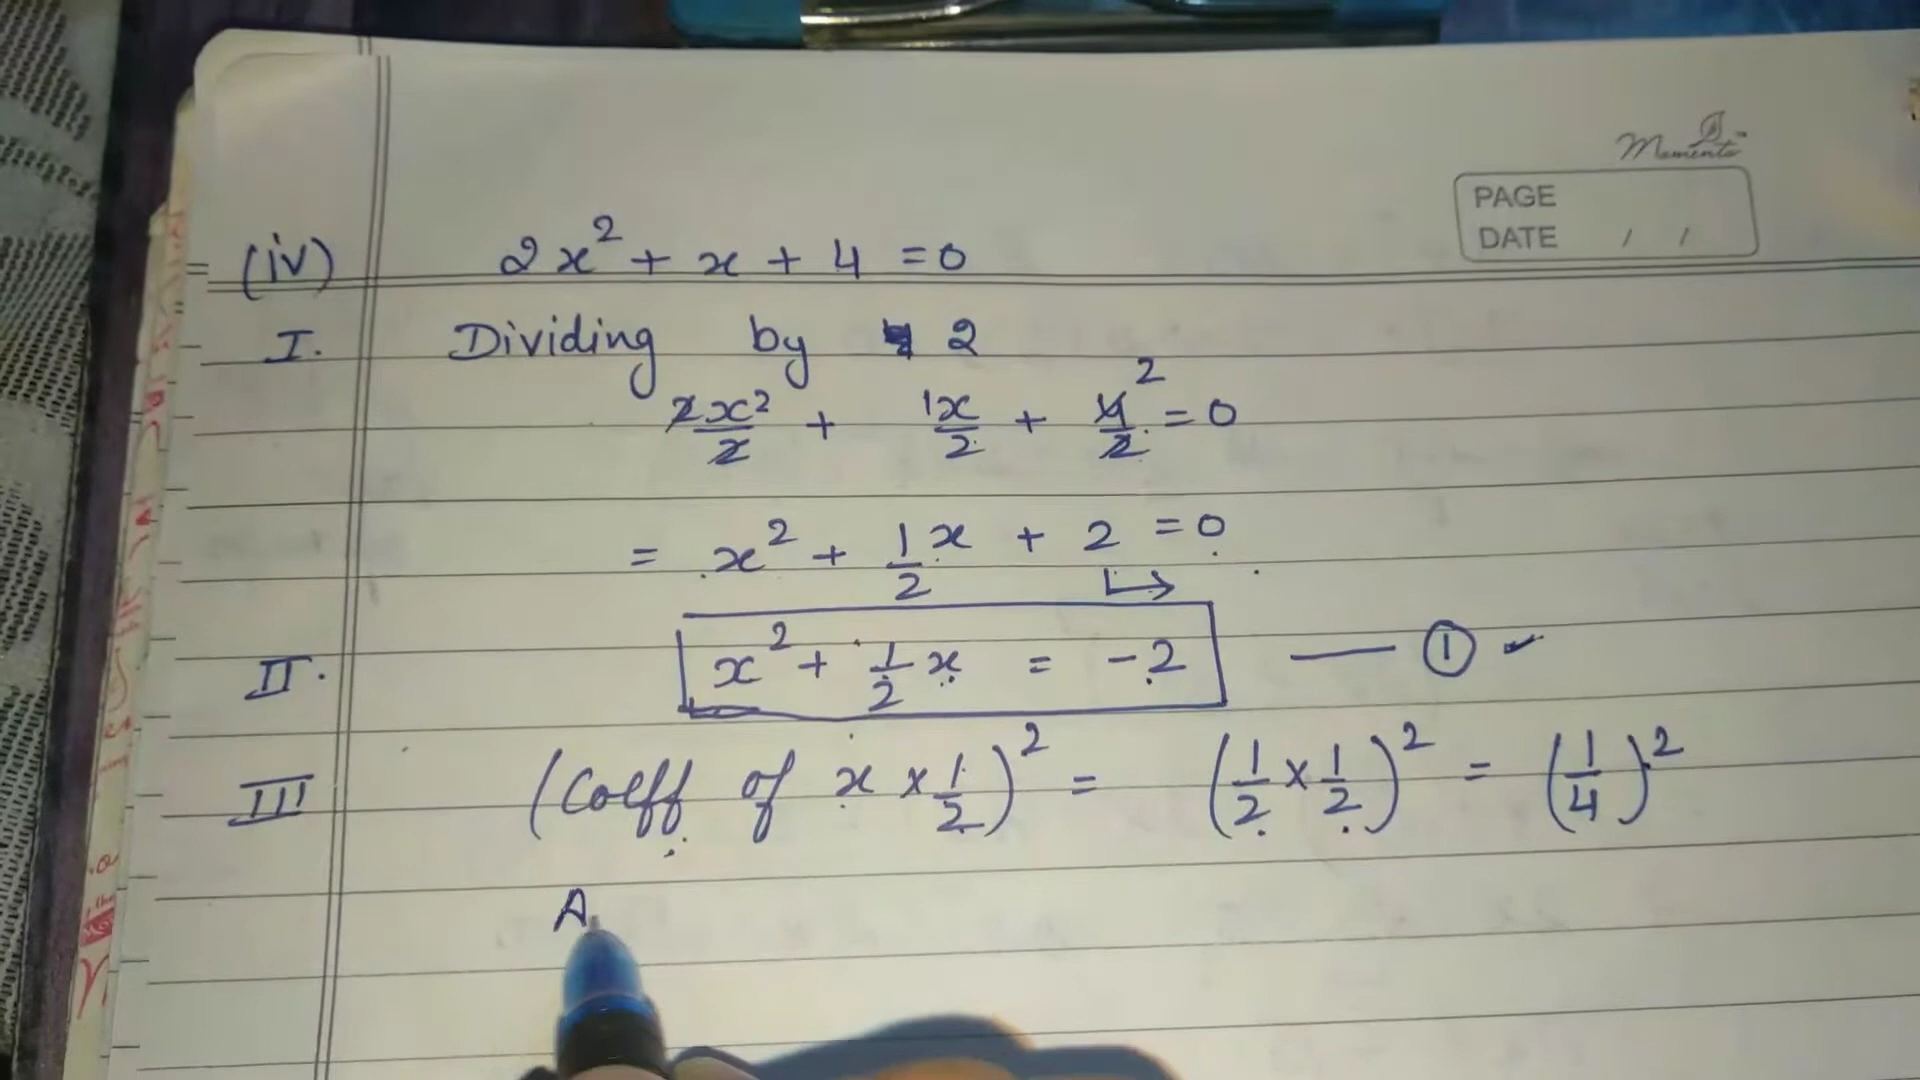 Memento
PAGE
DATE / /
(iv) 2x² + x + 4 = 0
I. Dividing by 2
2x²/2 + 1x/2 + 4/2 2 = 0
= x² + 1/2 x + 2 = 0
II. x² + 1/2 x = -2 — ①
III (Coeff of x × 1/2)² = (1/2 × 1/2)² = (1/4)²
A